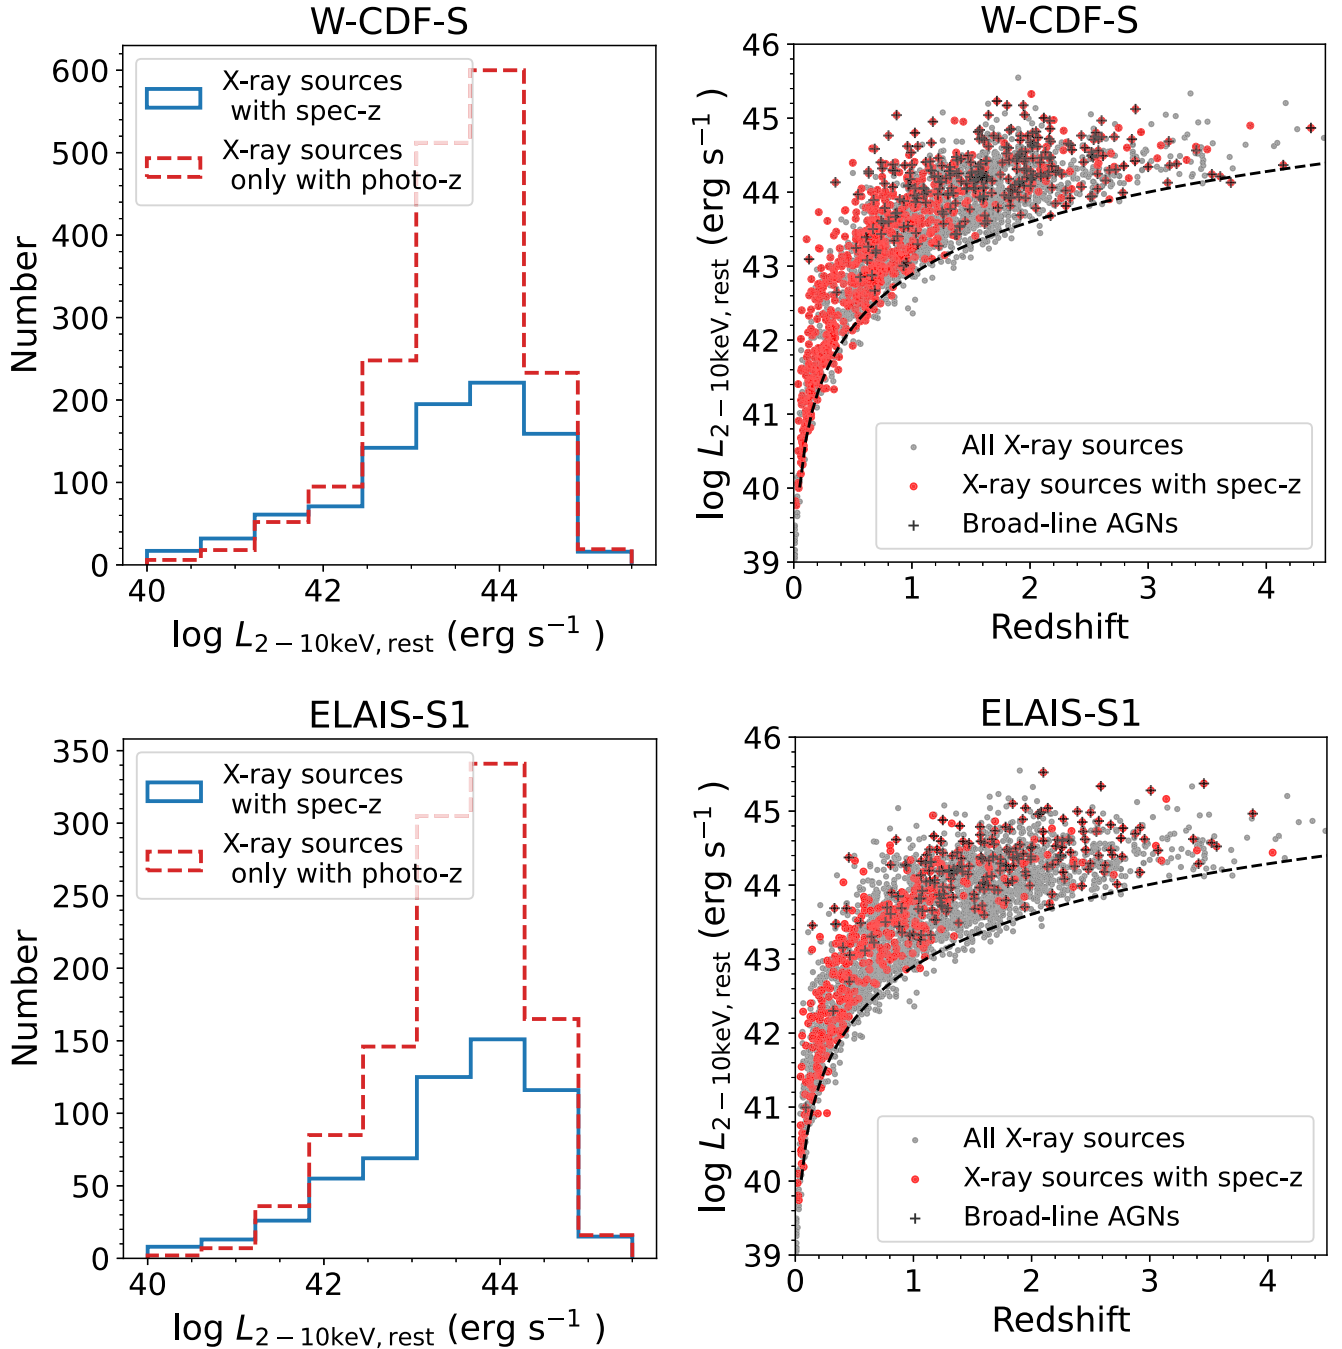 W-CDF-S
600
500
400
300
200
100
0
Number
X-ray sources
with spec-z
X-ray sources
only with photo-z
40
42
44
log L2−10keV, rest (erg s−1 )
W-CDF-S
46
45
44
43
42
41
40
39
log L2−10keV, rest (erg s−1 )
All X-ray sources
X-ray sources with spec-z
Broad-line AGNs
0
1
2
3
4
Redshift
ELAIS-S1
350
300
250
200
150
100
50
0
Number
X-ray sources
with spec-z
X-ray sources
only with photo-z
40
42
44
log L2−10keV, rest (erg s−1 )
ELAIS-S1
46
45
44
43
42
41
40
39
log L2−10keV, rest (erg s−1 )
All X-ray sources
X-ray sources with spec-z
Broad-line AGNs
0
1
2
3
4
Redshift